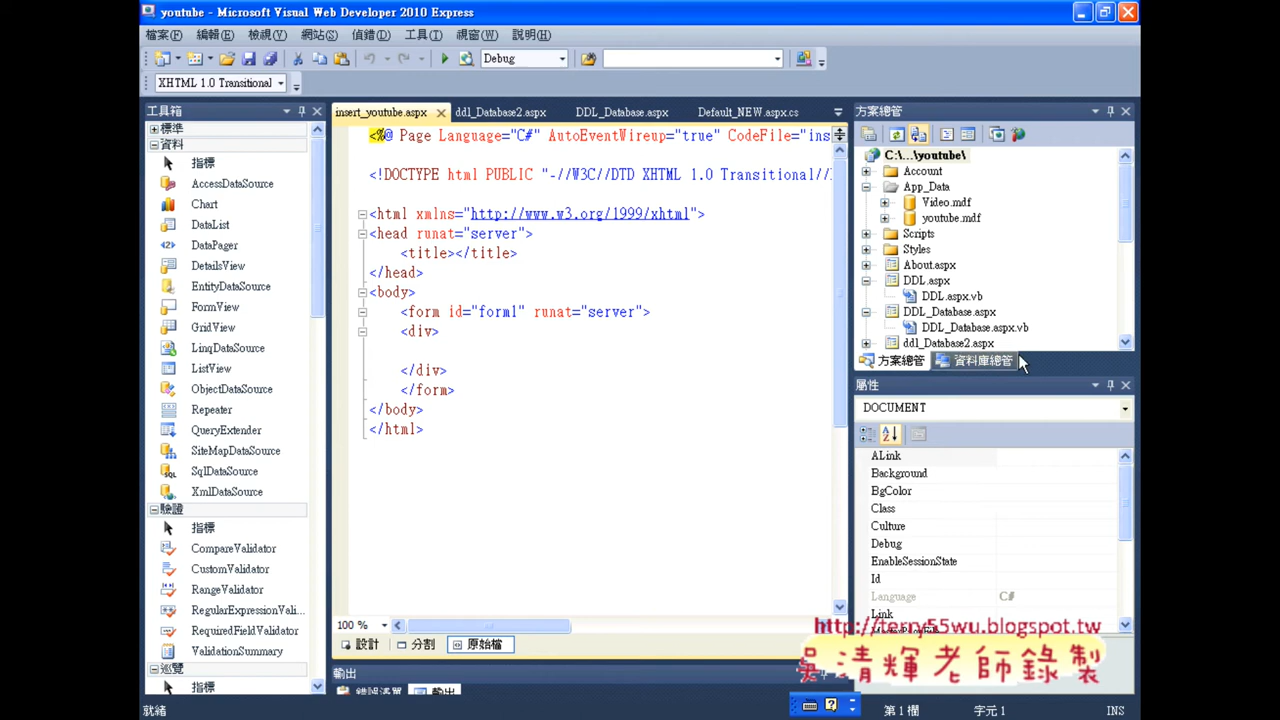 youtube - Microsoft Visual Web Developer 2010 Express
檔案(F) 編輯(E) 檢視(V) 網站(S) 偵錯(D) 工具(T) 視窗(W) 說明(H)
Debug
XHTML 1.0 Transitional
工具箱
標準
資料
指標
AccessDataSource
Chart
DataList
DataPager
DetailsView
EntityDataSource
FormView
GridView
LinqDataSource
ListView
ObjectDataSource
Repeater
QueryExtender
SiteMapDataSource
SqlDataSource
XmlDataSource
驗證
指標
CompareValidator
CustomValidator
RangeValidator
RegularExpressionVali...
RequiredFieldValidator
ValidationSummary
巡覽
指標
insert_youtube.aspx ddl_Database2.aspx DDL_Database.aspx Default_NEW.aspx.cs
<%@ Page Language="C#" AutoEventWireup="true" CodeFile="ins
<!DOCTYPE html PUBLIC "-//W3C//DTD XHTML 1.0 Transitional//
<html xmlns="http://www.w3.org/1999/xhtml">
<head runat="server">
<title></title>
</head>
<body>
<form id="form1" runat="server">
<div>
</div>
</form>
</body>
</html>
100 %
設計 分割 原始檔
輸出
錯誤清單 輸出
方案總管
C:\...\youtube\
Account
App_Data
Video.mdf
youtube.mdf
Scripts
Styles
About.aspx
DDL.aspx
DDL.aspx.vb
DDL_Database.aspx
DDL_Database.aspx.vb
ddl_Database2.aspx
方案總管 資料庫總管
屬性
DOCUMENT
ALink
Background
BgColor
Class
Culture
Debug
EnableSessionState
Id
Language C#
Link
http://terry55wu.blogspot.tw
吳清輝老師錄製
就緒 第 1 欄 字元 1 INS